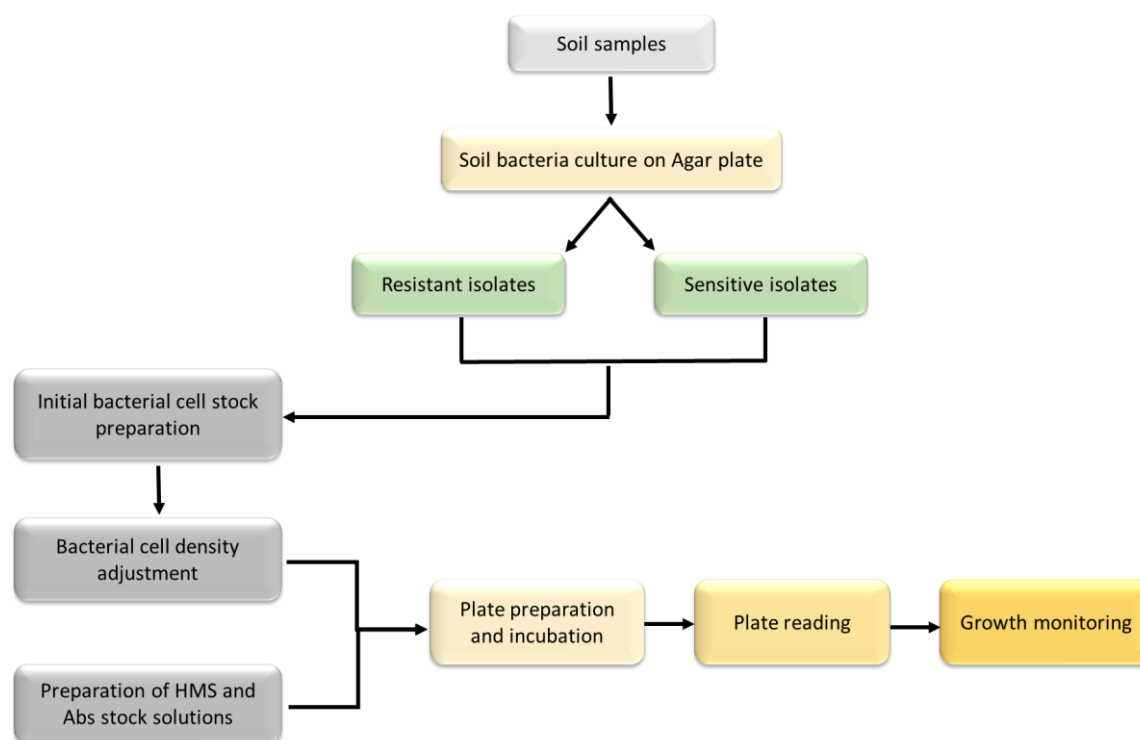 Soil samples
Soil bacteria culture on Agar plate
Resistant isolates
Sensitive isolates
Initial bacterial cell stock
preparation
Bacterial cell density
adjustment
Plate preparation
and incubation
Plate reading
Growth monitoring
Preparation of HMS and
Abs stock solutions